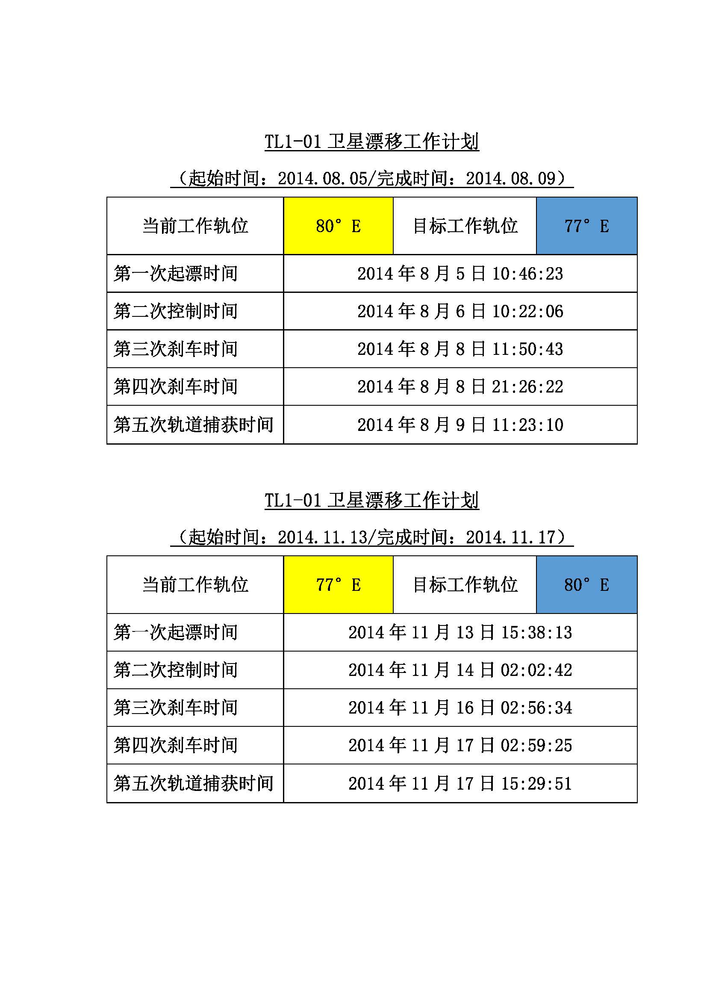 TL1-01 卫星漂移工作计划
（起始时间：2014.08.05/完成时间：2014.08.09）
当前工作轨位 80° E 目标工作轨位 77° E
第一次起漂时间 2014 年 8 月 5 日 10:46:23
第二次控制时间 2014 年 8 月 6 日 10:22:06
第三次刹车时间 2014 年 8 月 8 日 11:50:43
第四次刹车时间 2014 年 8 月 8 日 21:26:22
第五次轨道捕获时间 2014 年 8 月 9 日 11:23:10
TL1-01 卫星漂移工作计划
（起始时间：2014.11.13/完成时间：2014.11.17）
当前工作轨位 77° E 目标工作轨位 80° E
第一次起漂时间 2014 年 11 月 13 日 15:38:13
第二次控制时间 2014 年 11 月 14 日 02:02:42
第三次刹车时间 2014 年 11 月 16 日 02:56:34
第四次刹车时间 2014 年 11 月 17 日 02:59:25
第五次轨道捕获时间 2014 年 11 月 17 日 15:29:51